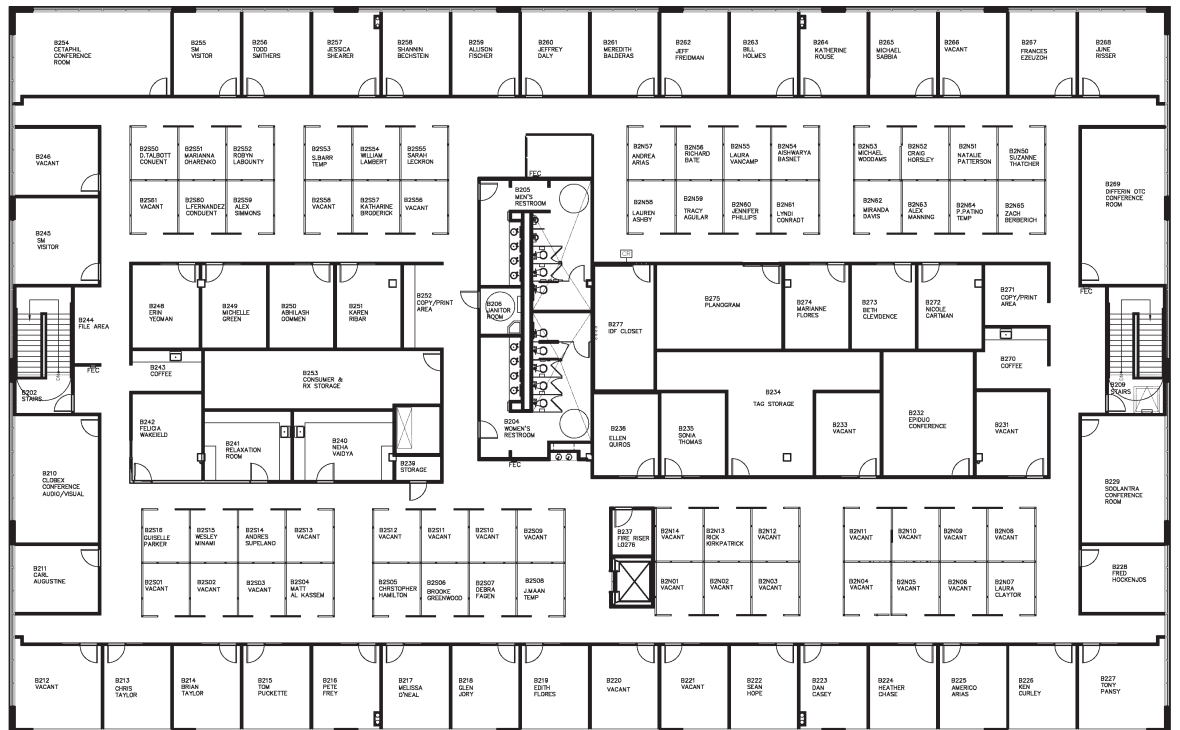 B254
CETAPHIL
CONFERENCE
ROOM
B255
SM
VISITOR
B256
TODD
SMITHERS
B257
JESSICA
SHEARER
B258
SHANNIN
BECHSTEIN
B259
ALLISON
FISCHER
B260
JEFFREY
DALY
B261
MEREDITH
BALDERAS
B262
JEFF
FREIDMAN
B263
BILL
HOLMES
B264
KATHERINE
ROUSE
B265
MICHAEL
SABBIA
B266
VACANT
B267
FRANCES
EZEUZOH
B268
JUNE
RISSER
B246
VACANT
B2S50
D.TALBOTT
CONUENT
B2S51
MARIANNA
OHARENKO
B2S52
ROBYN
LABOUNTY
B2S53
S.BARR
TEMP
B2S54
WILLIAM
LAMBERT
B2S55
SARAH
LECKRON
B2N57
ANDREA
ARIAS
B2N56
RICHARD
BATE
B2N55
LAURA
VANCAMP
B2N54
AISHWARYA
BASNET
B2N53
MICHAEL
WOODAMS
B2N52
CRAIG
HORSLEY
B2N51
NATALIE
PATTERSON
B2N50
SUZANNE
THATCHER
B2S61
VACANT
B2S60
L.FERNANDEZ
CONDUENT
B2S59
ALEX
SIMMONS
B2S58
VACANT
B2S57
KATHARINE
BRODERICK
B2S56
VACANT
FEC
B205
MEN'S
RESTROOM
B2N58
LAUREN
ASHBY
B2N59
TRACY
AGUILAR
B2N60
JENNIFER
PHILLIPS
B2N61
LYNDI
CONRADT
B2N62
MIRANDA
DAVIS
B2N63
ALEX
MANNING
B2N64
P.PATINO
TEMP
B2N65
ZACH
BERBERICH
B269
DIFFERIN OTC
CONFERENCE
ROOM
B245
SM
VISITOR
CR
B244
FILE AREA
B248
ERIN
YEOMAN
B249
MICHELLE
GREEN
B250
ABHILASH
OOMMEN
B251
KAREN
RIBAR
B252
COPY/PRINT
AREA
B206
JANITOR
ROOM
B277
IDF CLOSET
B275
PLANOGRAM
B274
MARIANNE
FLORES
B273
BETH
CLEVIDENCE
B272
NICOLE
CARTMAN
B271
COPY/PRINT
AREA
FEC
FEC
B243
COFFEE
B253
CONSUMER &
RX STORAGE
B270
COFFEE
B202
STAIRS
DN
B209
STAIRS
B242
FELICIA
WAKEIELD
B241
RELAXATION
ROOM
B240
NEHA
VAIDYA
B239
STORAGE
B204
WOMEN'S
RESTROOM
FEC
B236
ELLEN
QUIROS
B235
SONIA
THOMAS
B234
TAG STORAGE
B233
VACANT
B232
EPIDUO
CONFERENCE
B231
VACANT
B210
CLOBEX
CONFERENCE
AUDIO/VISUAL
B229
SOOLANTRA
CONFERENCE
ROOM
B2S16
GUISELLE
PARKER
B2S15
WESLEY
MINAMI
B2S14
ANDRES
SUPELANO
B2S13
VACANT
B2S12
VACANT
B2S11
VACANT
B2S10
VACANT
B2S09
VACANT
B237
FIRE RISER
LO276
B2N14
VACANT
B2N13
RICK
KIRKPATRICK
B2N12
VACANT
B2N11
VACANT
B2N10
VACANT
B2N09
VACANT
B2N08
VACANT
B211
CARL
AUGUSTINE
B2S01
VACANT
B2S02
VACANT
B2S03
VACANT
B2S04
MATT
AL KASSEM
B2S05
CHRISTOPHER
HAMILTON
B2S06
BROOKE
GREENWOOD
B2S07
DEBRA
FAGEN
B2S08
J.MAAN
TEMP
B2N01
VACANT
B2N02
VACANT
B2N03
VACANT
B2N04
VACANT
B2N05
VACANT
B2N06
VACANT
B2N07
LAURA
CLAYTOR
B228
FRED
HOCKENJOS
B212
VACANT
B213
CHRIS
TAYLOR
B214
BRIAN
TAYLOR
B215
TOM
PUCKETTE
B216
PETE
FREY
B217
MELISSA
O'NEAL
B218
GLEN
JORY
B219
EDITH
FLORES
B220
VACANT
B221
VACANT
B222
SEAN
HOPE
B223
DAN
CASEY
B224
HEATHER
CHASE
B225
AMERICO
ARIAS
B226
KEN
CURLEY
B227
TONY
PANSY